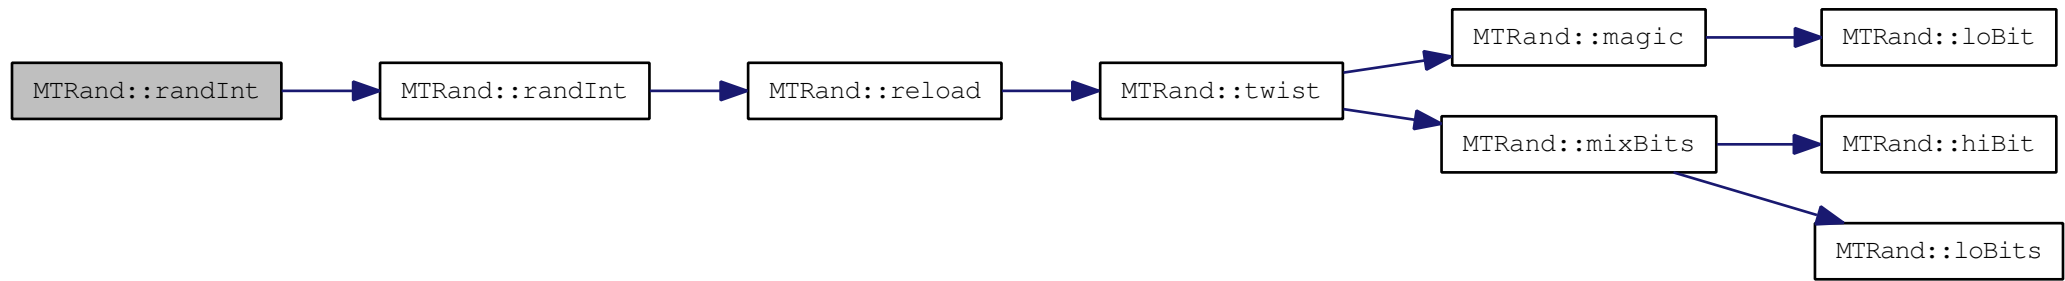 MTRand::randInt
MTRand::randInt
MTRand::reload
MTRand::twist
MTRand::magic
MTRand::loBit
MTRand::mixBits
MTRand::hiBit
MTRand::loBits